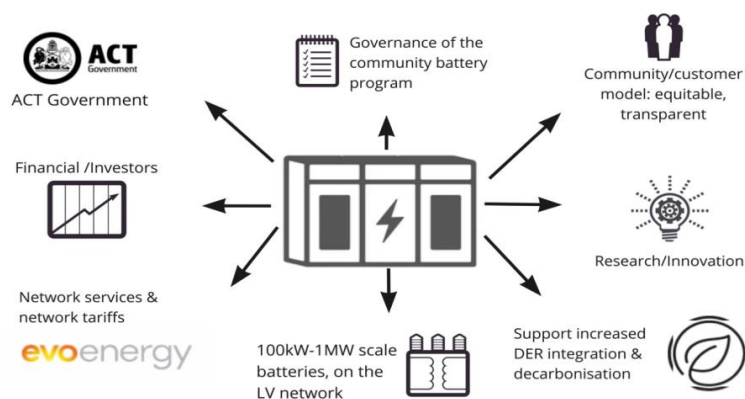 ACT
Government
ACT Government
Governance of the
community battery
program
Community/customer
model: equitable,
transparent
Financial /Investors
Research/Innovation
Network services &
network tariffs
evoenergy
100kW-1MW scale
batteries, on the
LV network
Support increased
DER integration &
decarbonisation